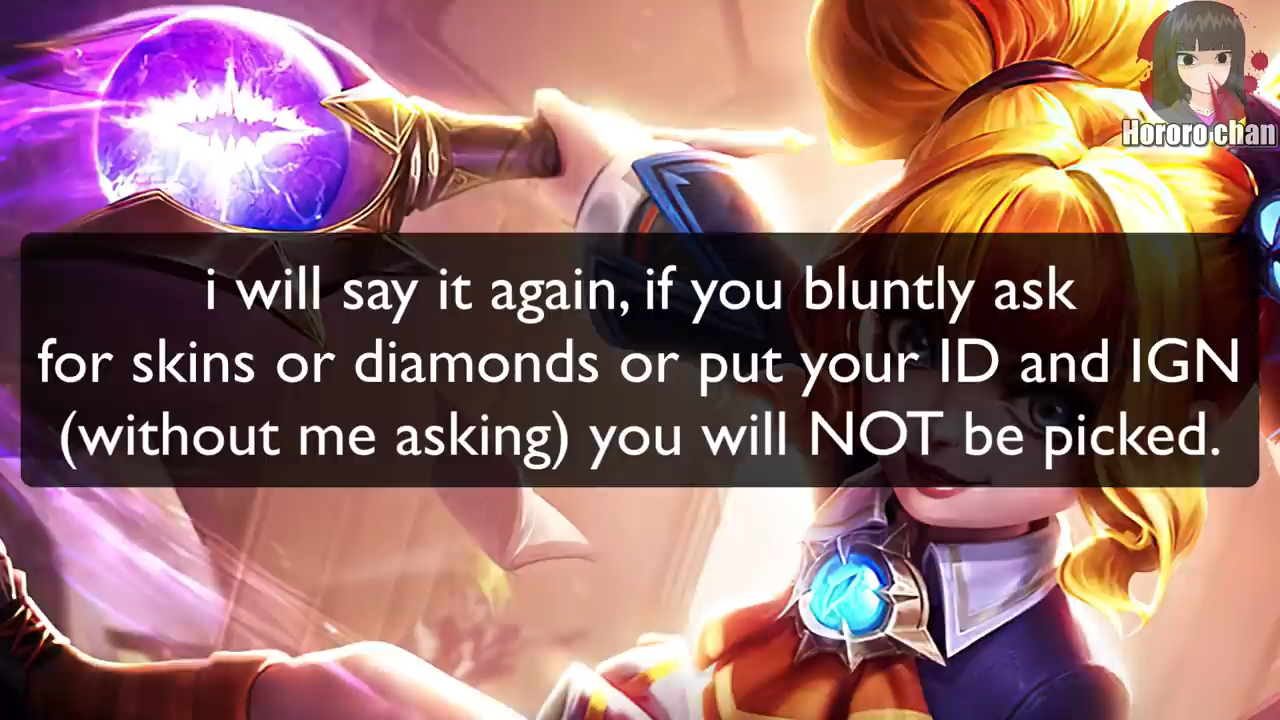 Hororo chan
i will say it again, if you bluntly ask
for skins or diamonds or put your ID and IGN
(without me asking) you will NOT be picked.